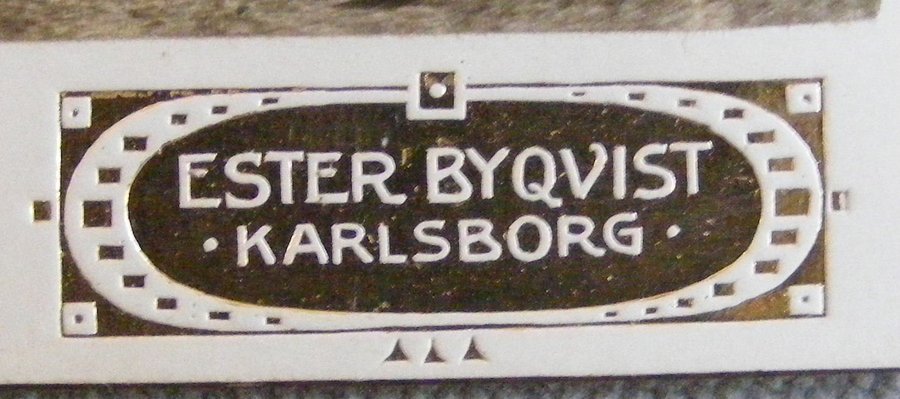 ESTER BYQVIST
· KARLSBORG ·